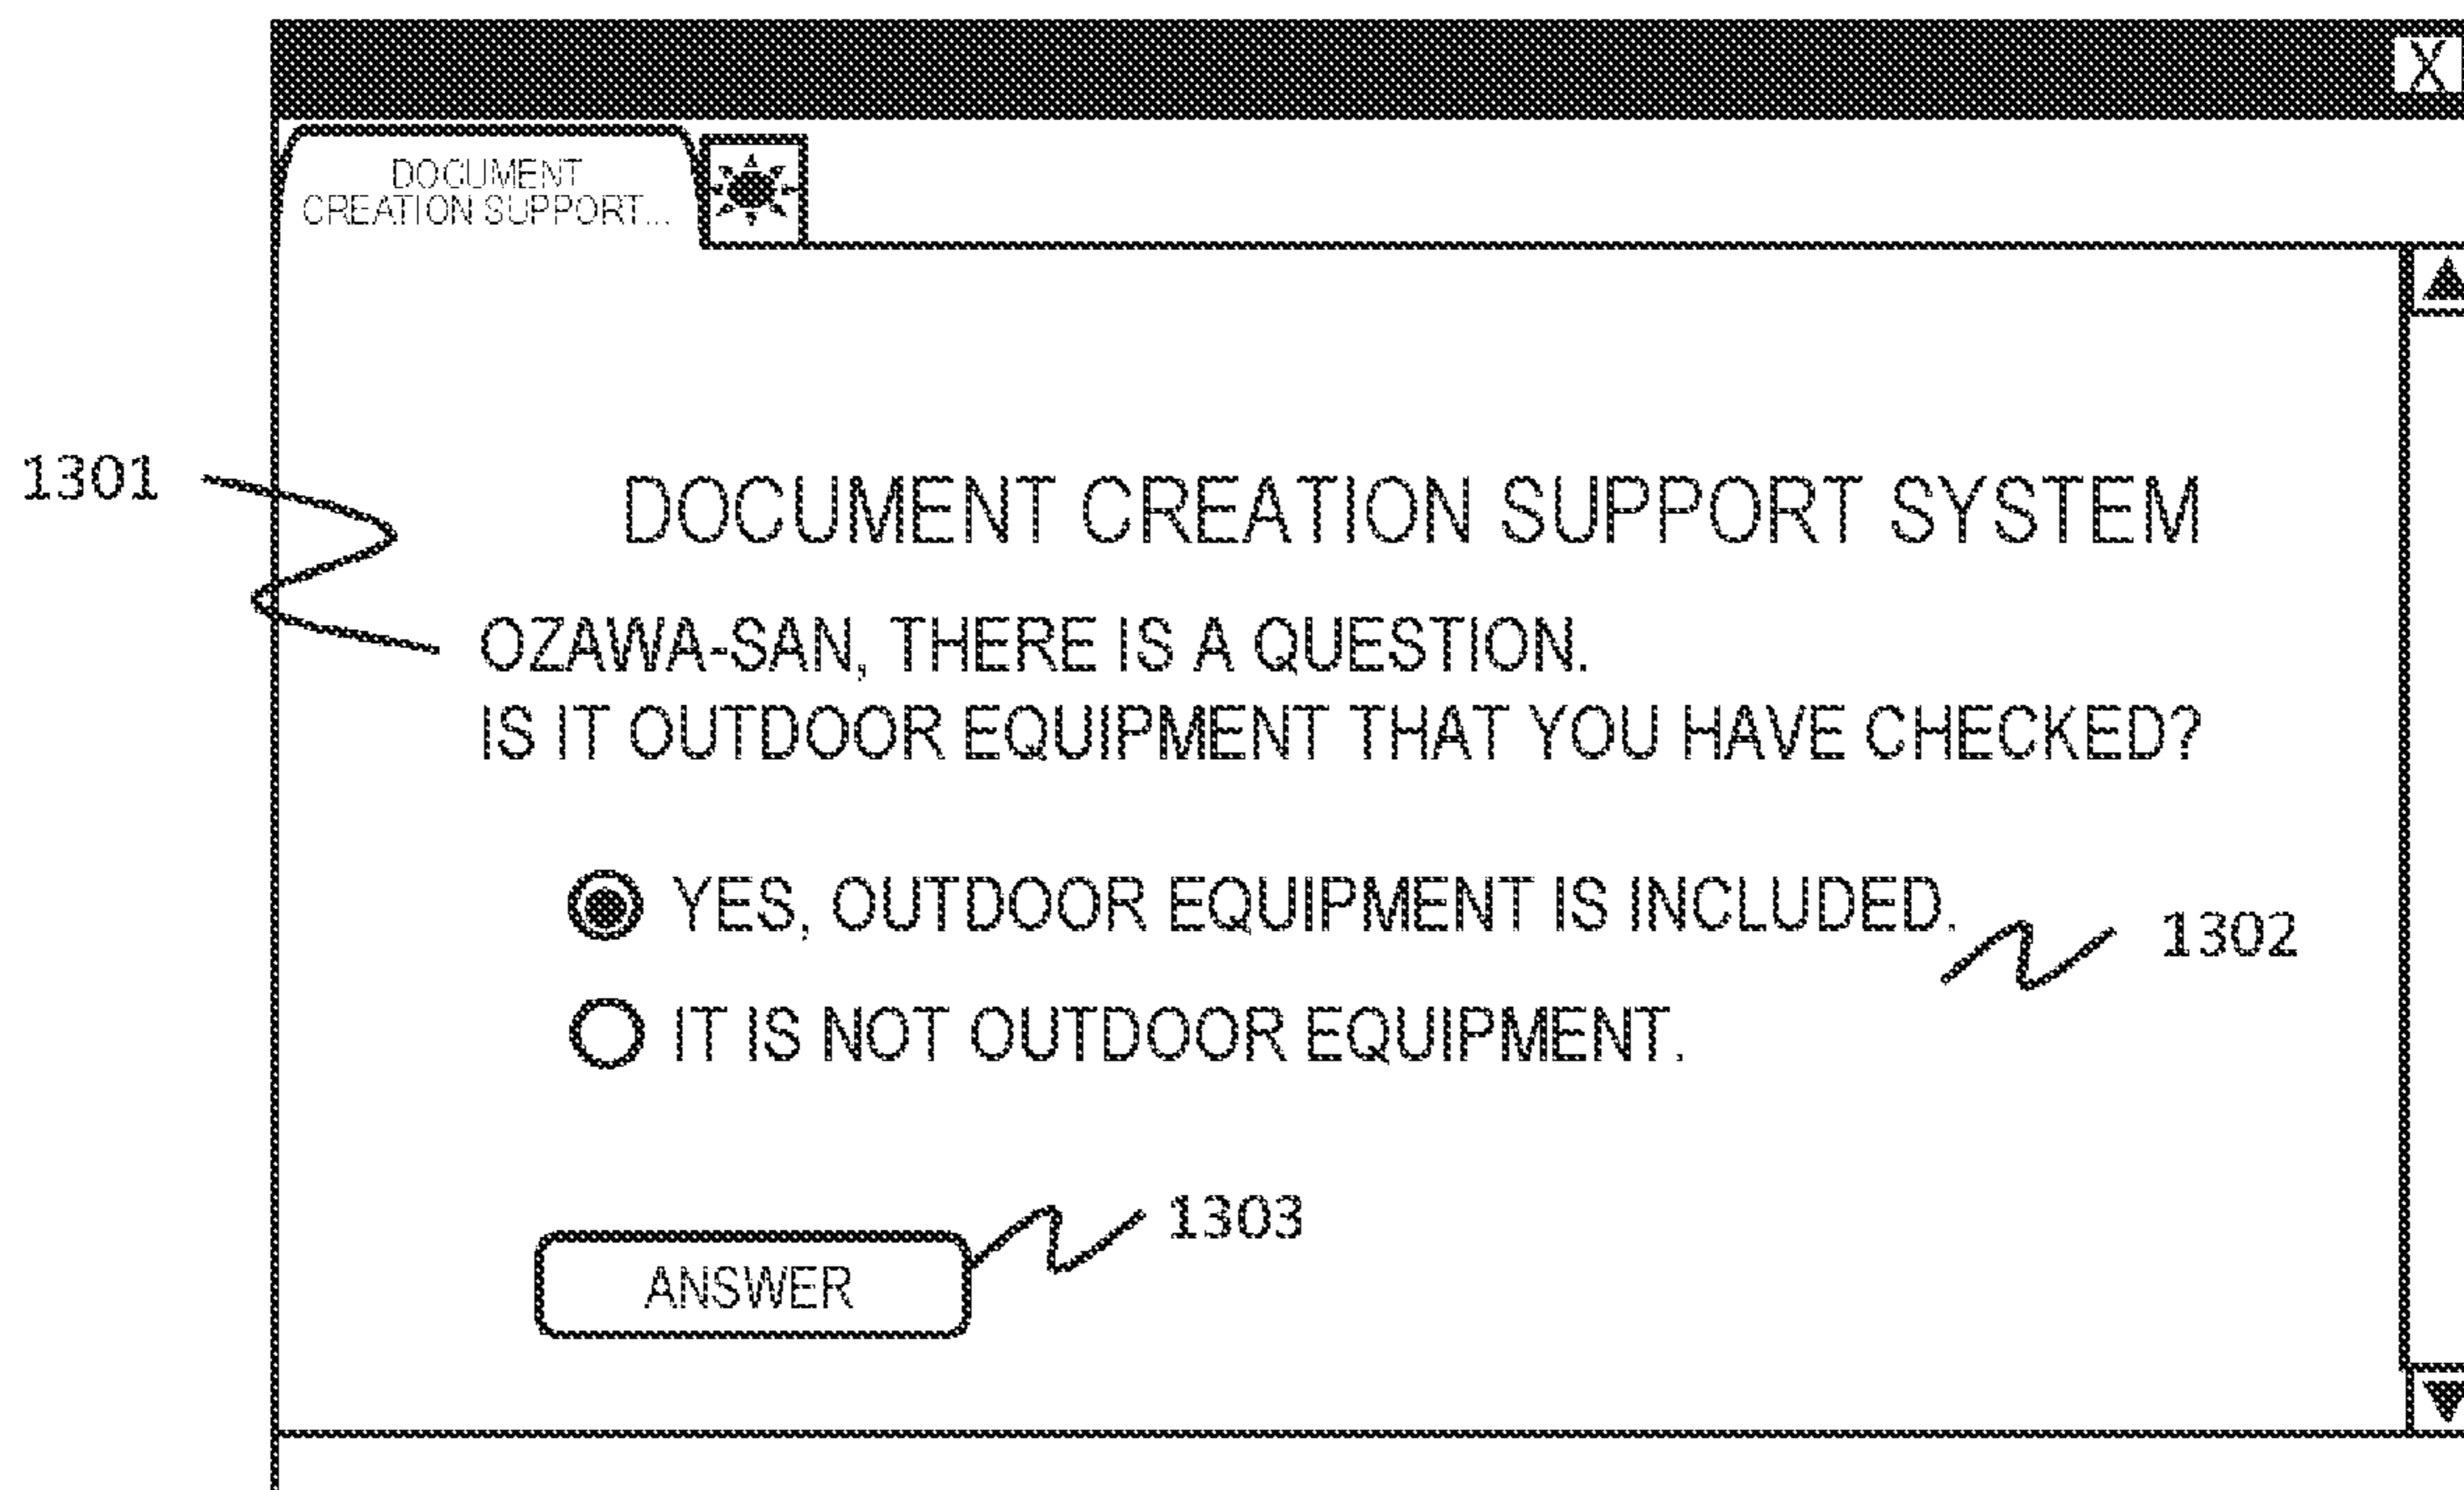 X
DOCUMENT
CREATION SUPPORT...
1301
DOCUMENT CREATION SUPPORT SYSTEM
OZAWA-SAN, THERE IS A QUESTION.
IS IT OUTDOOR EQUIPMENT THAT YOU HAVE CHECKED?
YES, OUTDOOR EQUIPMENT IS INCLUDED.
1302
IT IS NOT OUTDOOR EQUIPMENT.
1303
ANSWER